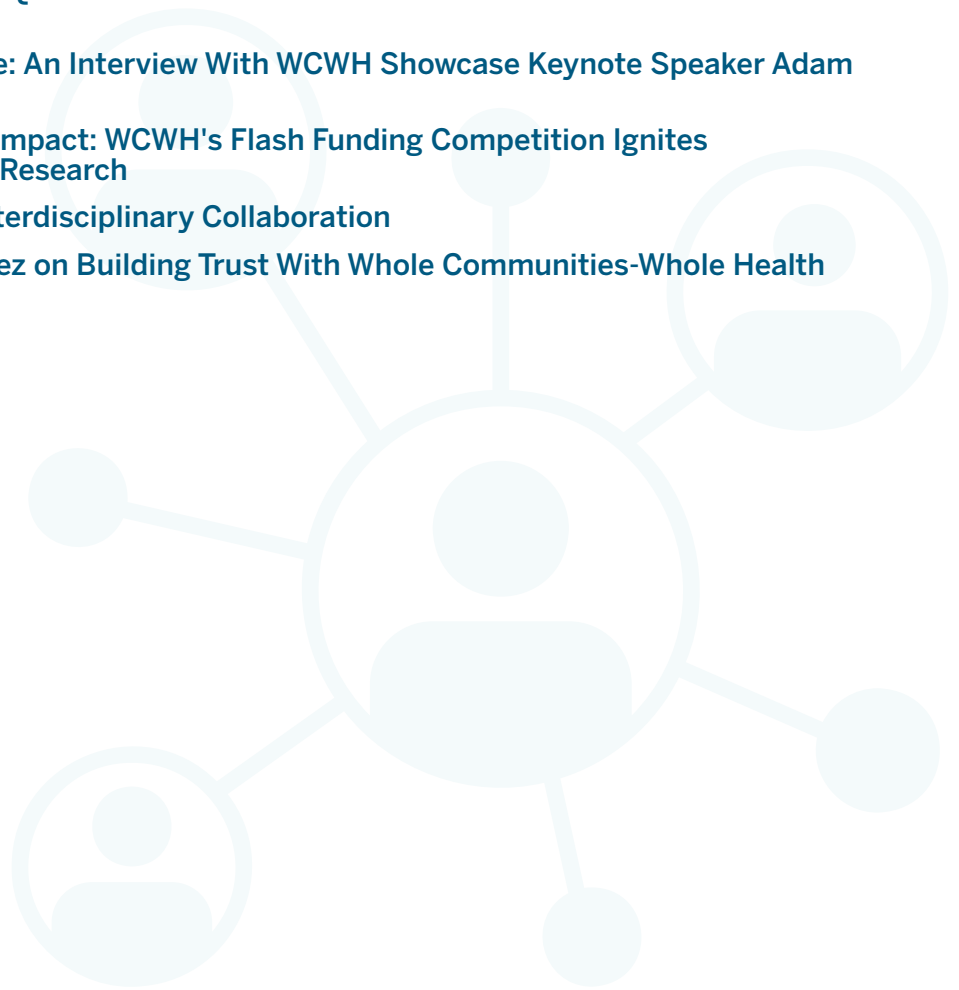 : An Interview With WCWH Showcase Keynote Speaker Adam
mpact: WCWH's Flash Funding Competition Ignites
Research
terdisciplinary Collaboration
ez on Building Trust With Whole Communities-Whole Health